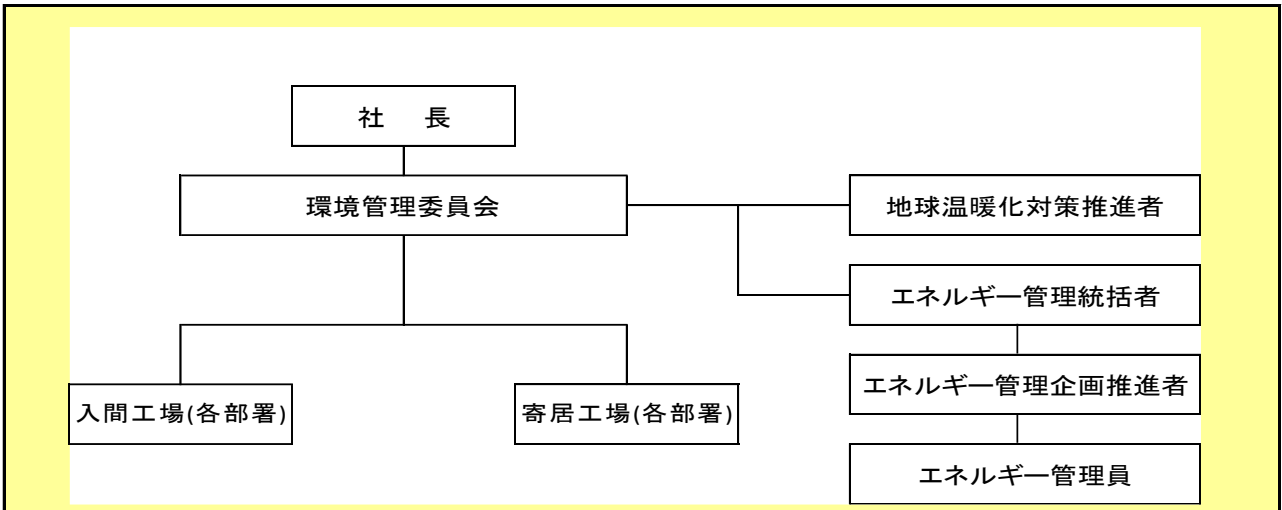 社　長
環境管理委員会
地球温暖化対策推進者
エネルギー管理統括者
エネルギー管理企画推進者
入間工場(各部署)
寄居工場(各部署)
エネルギー管理員